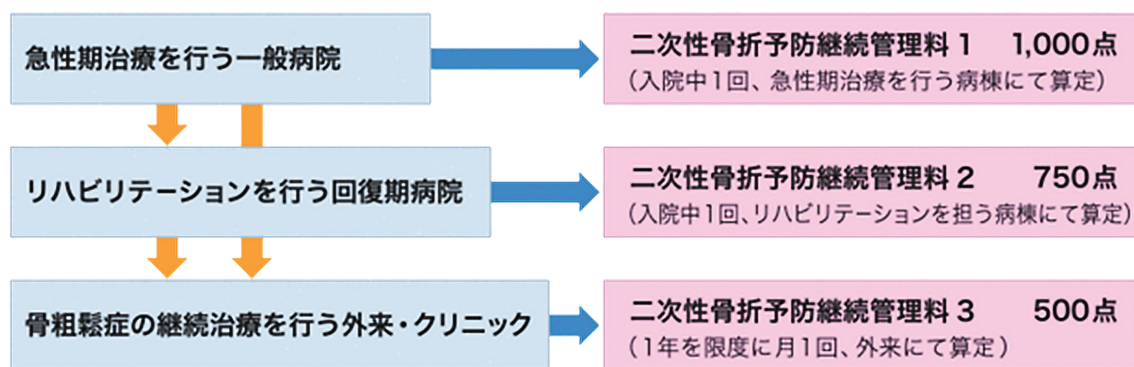 急性期治療を行う一般病院
二次性骨折予防継続管理料1 1,000点
(入院中1回、急性期治療を行う病棟にて算定)
リハビリテーションを行う回復期病院
二次性骨折予防継続管理料2 750点
(入院中1回、リハビリテーションを担う病棟にて算定)
骨粗鬆症の継続治療を行う外来・クリニック
二次性骨折予防継続管理料3 500点
(1年を限度に月1回、外来にて算定)